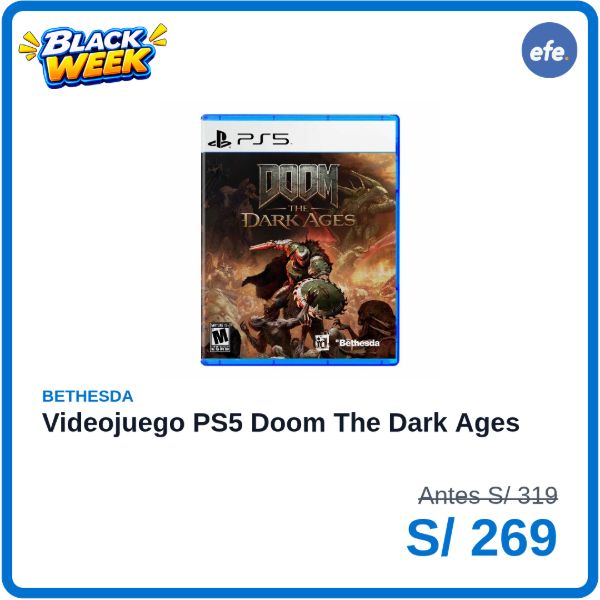 BLACK
WEEK
efe.
PS5
DOOM
THE
DARK AGES
M
Bethesda
BETHESDA
Videojuego PS5 Doom The Dark Ages
Antes S/ 319
S/ 269